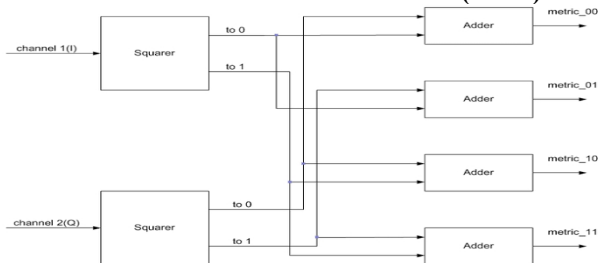 metric_00
to 0
Adder
channel 1(I)
Squarer
to 1
metric_01
Adder
metric_10
Adder
to 0
channel 2(Q)
Squarer
metric_11
to 1
Adder